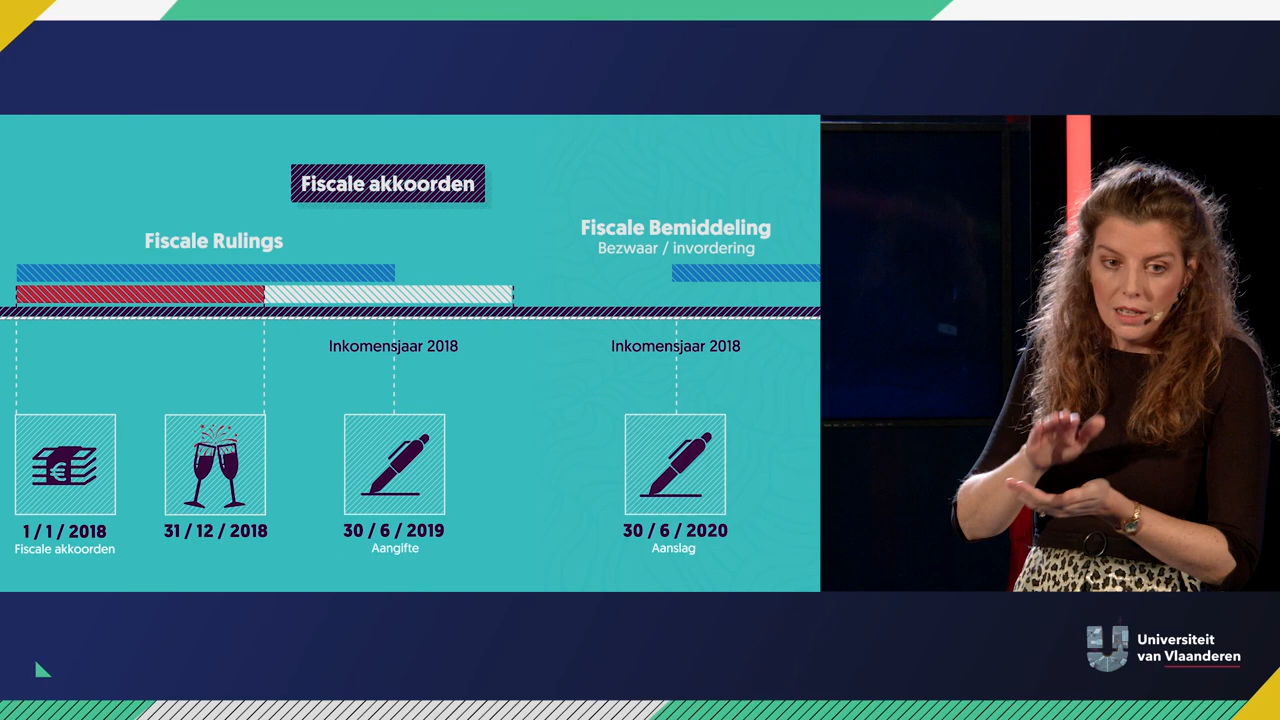 Fiscale akkoorden
Fiscale Rulings
Fiscale Bemiddeling
Bezwaar / invordering
Inkomensjaar 2018
Inkomensjaar 2018
€
1 / 1 / 2018
Fiscale akkoorden
31 / 12 / 2018
30 / 6 / 2019
Aangifte
30 / 6 / 2020
Aanslag
Universiteit
van Vlaanderen